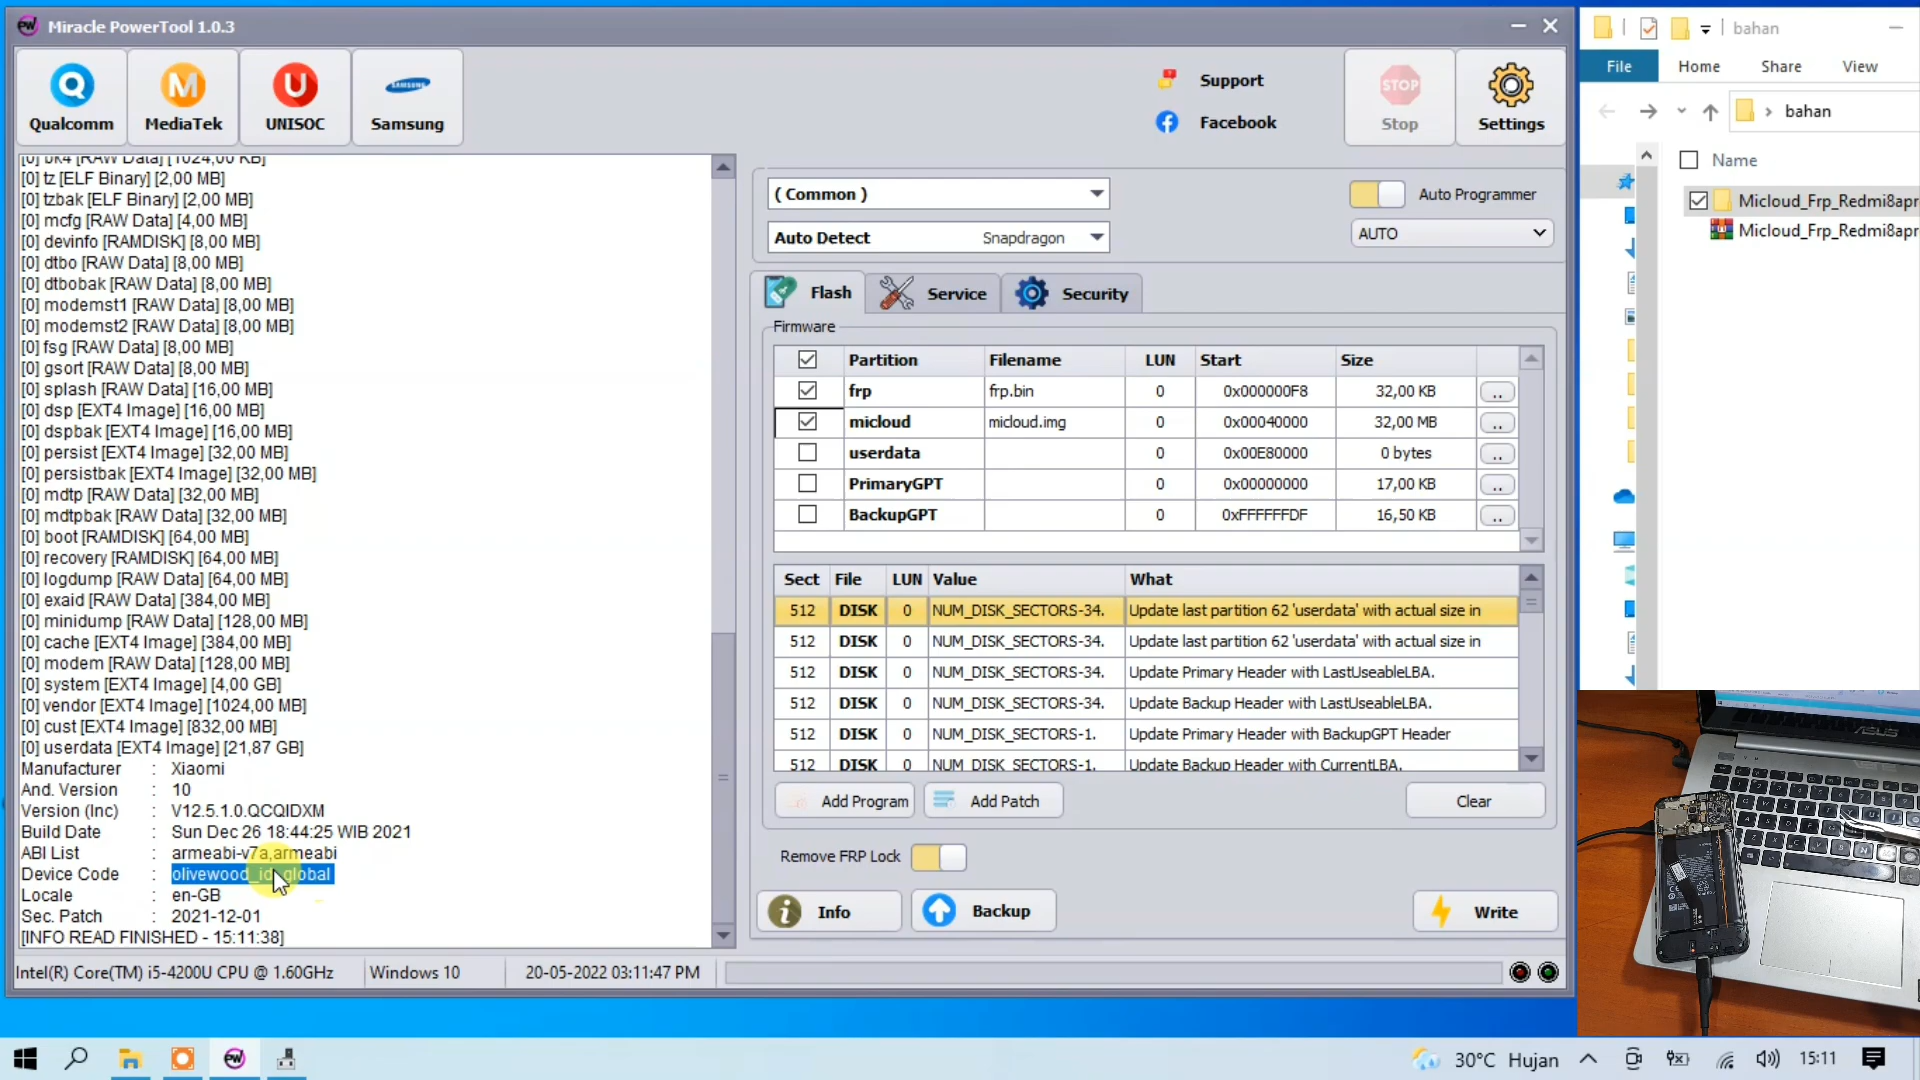 Miracle PowerTool 1.0.3
Qualcomm
MediaTek
UNISOC
SAMSUNG
Samsung
Support
Facebook
STOP
Stop
Settings
[0] bk4 [RAW Data] [1024,00 KB]
[0] tz [ELF Binary] [2,00 MB]
[0] tzbak [ELF Binary] [2,00 MB]
[0] mcfg [RAW Data] [4,00 MB]
[0] devinfo [RAMDISK] [8,00 MB]
[0] dtbo [RAW Data] [8,00 MB]
[0] dtbobak [RAW Data] [8,00 MB]
[0] modemst1 [RAW Data] [8,00 MB]
[0] modemst2 [RAW Data] [8,00 MB]
[0] fsg [RAW Data] [8,00 MB]
[0] gsort [RAW Data] [8,00 MB]
[0] splash [RAW Data] [16,00 MB]
[0] dsp [EXT4 Image] [16,00 MB]
[0] dspbak [EXT4 Image] [16,00 MB]
[0] persist [EXT4 Image] [32,00 MB]
[0] persistbak [EXT4 Image] [32,00 MB]
[0] mdtp [RAW Data] [32,00 MB]
[0] mdtpbak [RAW Data] [32,00 MB]
[0] boot [RAMDISK] [64,00 MB]
[0] recovery [RAMDISK] [64,00 MB]
[0] logdump [RAW Data] [64,00 MB]
[0] exaid [RAW Data] [384,00 MB]
[0] minidump [RAW Data] [128,00 MB]
[0] cache [EXT4 Image] [384,00 MB]
[0] modem [RAW Data] [128,00 MB]
[0] system [EXT4 Image] [4,00 GB]
[0] vendor [EXT4 Image] [1024,00 MB]
[0] cust [EXT4 Image] [832,00 MB]
[0] userdata [EXT4 Image] [21,87 GB]
Manufacturer : Xiaomi
And. Version : 10
Version (Inc) : V12.5.1.0.QCQIDXM
Build Date : Sun Dec 26 18:44:25 WIB 2021
ABI List : armeabi-v7a,armeabi
Device Code : olivewood_id_global
Locale : en-GB
Sec. Patch : 2021-12-01
[INFO READ FINISHED - 15:11:38]
( Common )
Auto Detect Snapdragon
Auto Programmer
AUTO
Flash
Service
Security
Firmware
Partition Filename LUN Start Size
frp frp.bin 0 0x000000F8 32,00 KB ..
micloud micloud.img 0 0x00040000 32,00 MB ..
userdata 0 0x00E80000 0 bytes ..
PrimaryGPT 0 0x00000000 17,00 KB ..
BackupGPT 0 0xFFFFFFDF 16,50 KB ..
Sect File LUN Value What
512 DISK 0 NUM_DISK_SECTORS-34. Update last partition 62 'userdata' with actual size in
512 DISK 0 NUM_DISK_SECTORS-34. Update last partition 62 'userdata' with actual size in
512 DISK 0 NUM_DISK_SECTORS-34. Update Primary Header with LastUseableLBA.
512 DISK 0 NUM_DISK_SECTORS-34. Update Backup Header with LastUseableLBA.
512 DISK 0 NUM_DISK_SECTORS-1. Update Primary Header with BackupGPT Header
512 DISK 0 NUM_DISK_SECTORS-1. Update Backup Header with CurrentLBA.
Add Program
Add Patch
Clear
Remove FRP Lock
Info
Backup
Write
Intel(R) Core(TM) i5-4200U CPU @ 1.60GHz
Windows 10
20-05-2022 03:11:47 PM
bahan
File
Home
Share
View
bahan
Name
Micloud_Frp_Redmi8apr
Micloud_Frp_Redmi8apr
ASUS
30°C Hujan
15:11